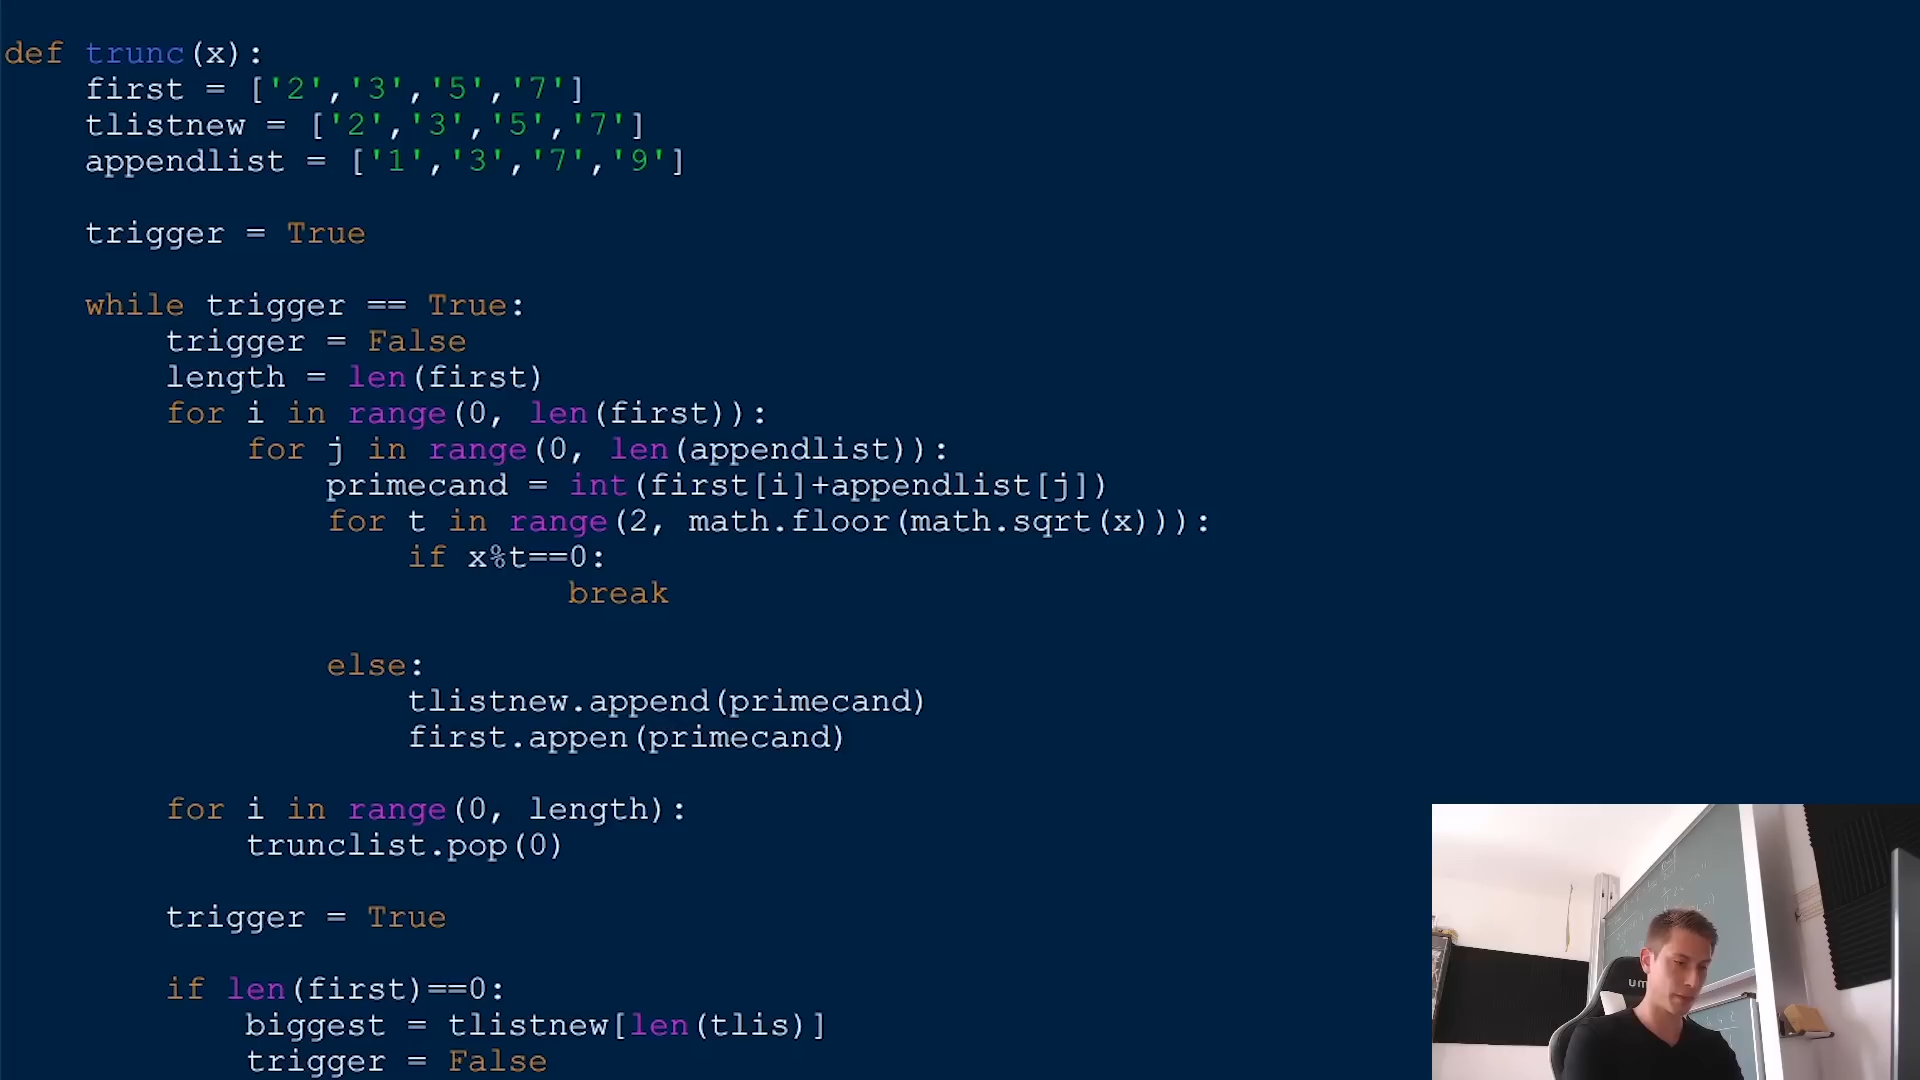 def trunc(x):
    first = ['2','3','5','7']
    tlistnew = ['2','3','5','7']
    appendlist = ['1','3','7','9']
    trigger = True
    while trigger == True:
        trigger = False
        length = len(first)
        for i in range(0, len(first)):
            for j in range(0, len(appendlist)):
                primecand = int(first[i]+appendlist[j])
                for t in range(2, math.floor(math.sqrt(x))):
                    if x%t==0:
                            break
                else:
                    tlistnew.append(primecand)
                    first.appen(primecand)
        for i in range(0, length):
            trunclist.pop(0)
        trigger = True
        if len(first)==0:
            biggest = tlistnew[len(tlis)]
            trigger = False
um